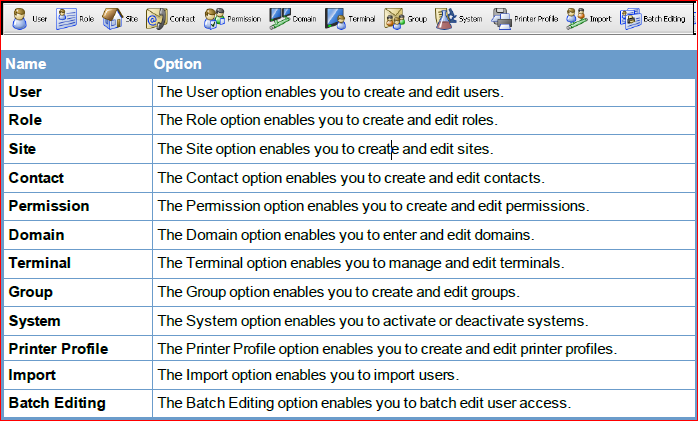 User Role Site Contact Permission Domain Terminal Group System Printer Profile Import Batch Editing
Name Option
User The User option enables you to create and edit users.
Role The Role option enables you to create and edit roles.
Site The Site option enables you to create and edit sites.
Contact The Contact option enables you to create and edit contacts.
Permission The Permission option enables you to create and edit permissions.
Domain The Domain option enables you to enter and edit domains.
Terminal The Terminal option enables you to manage and edit terminals.
Group The Group option enables you to create and edit groups.
System The System option enables you to activate or deactivate systems.
Printer Profile The Printer Profile option enables you to create and edit printer profiles.
Import The Import option enables you to import users.
Batch Editing The Batch Editing option enables you to batch edit user access.